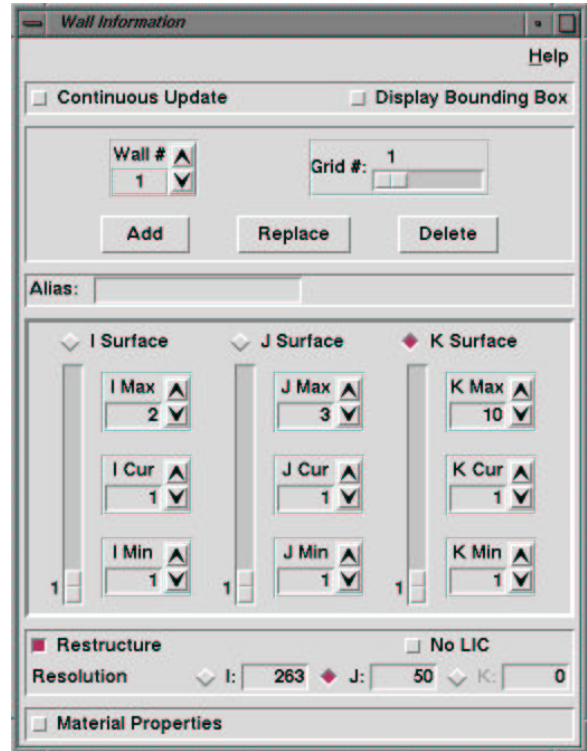 Wall Information
Help
Continuous Update Display Bounding Box
Wall # 1
Grid #: 1
Add Replace Delete
Alias:
I Surface J Surface K Surface
I Max J Max K Max
2 3 10
I Cur J Cur K Cur
1 1 1
I Min J Min K Min
1 1 1 1 1 1
Restructure No LIC
Resolution I: 263 J: 50 K: 0
Material Properties